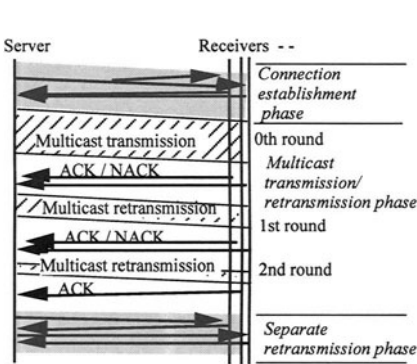 Server
Receivers --
Connection
establishment
phase
0th round
Multicast transmission
Multicast
ACK / NACK
transmission/
retransmission phase
Multicast retransmission
1st round
ACK / NACK
Multicast retransmission
2nd round
ACK
Separate
retransmission phase